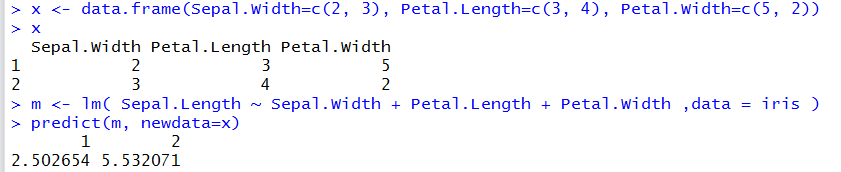 > x <- data.frame(Sepal.Width=c(2, 3), Petal.Length=c(3, 4), Petal.Width=c(5, 2))
> x
  Sepal.Width Petal.Length Petal.Width
1           2            3           5
2           3            4           2
> m <- lm( Sepal.Length ~ Sepal.Width + Petal.Length + Petal.Width ,data = iris )
> predict(m, newdata=x)
       1        2
2.502654 5.532071